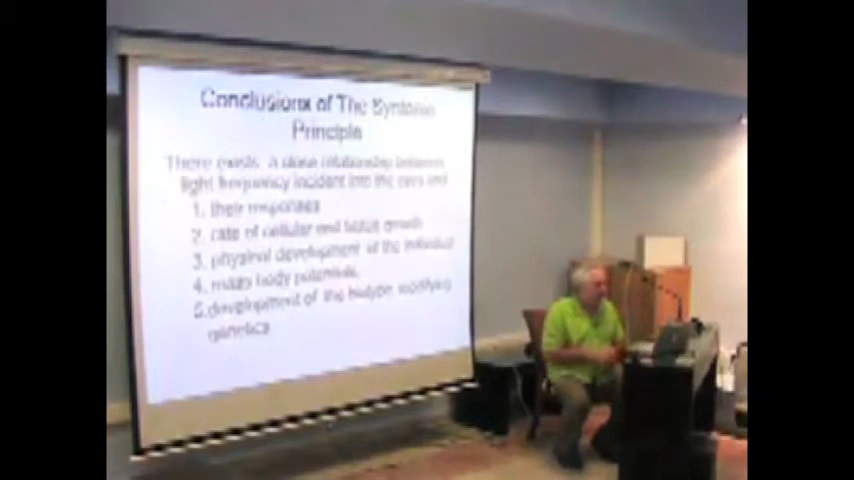 Conclusions of The Syntonic
Principle
There exists a close relationship between
light frequency incident into the eyes and
1. their responses
2. rate of cellular and tissue growth
3. physical development of the individual
4. mass body potentials
5. development of the biotype, modifying
genetics